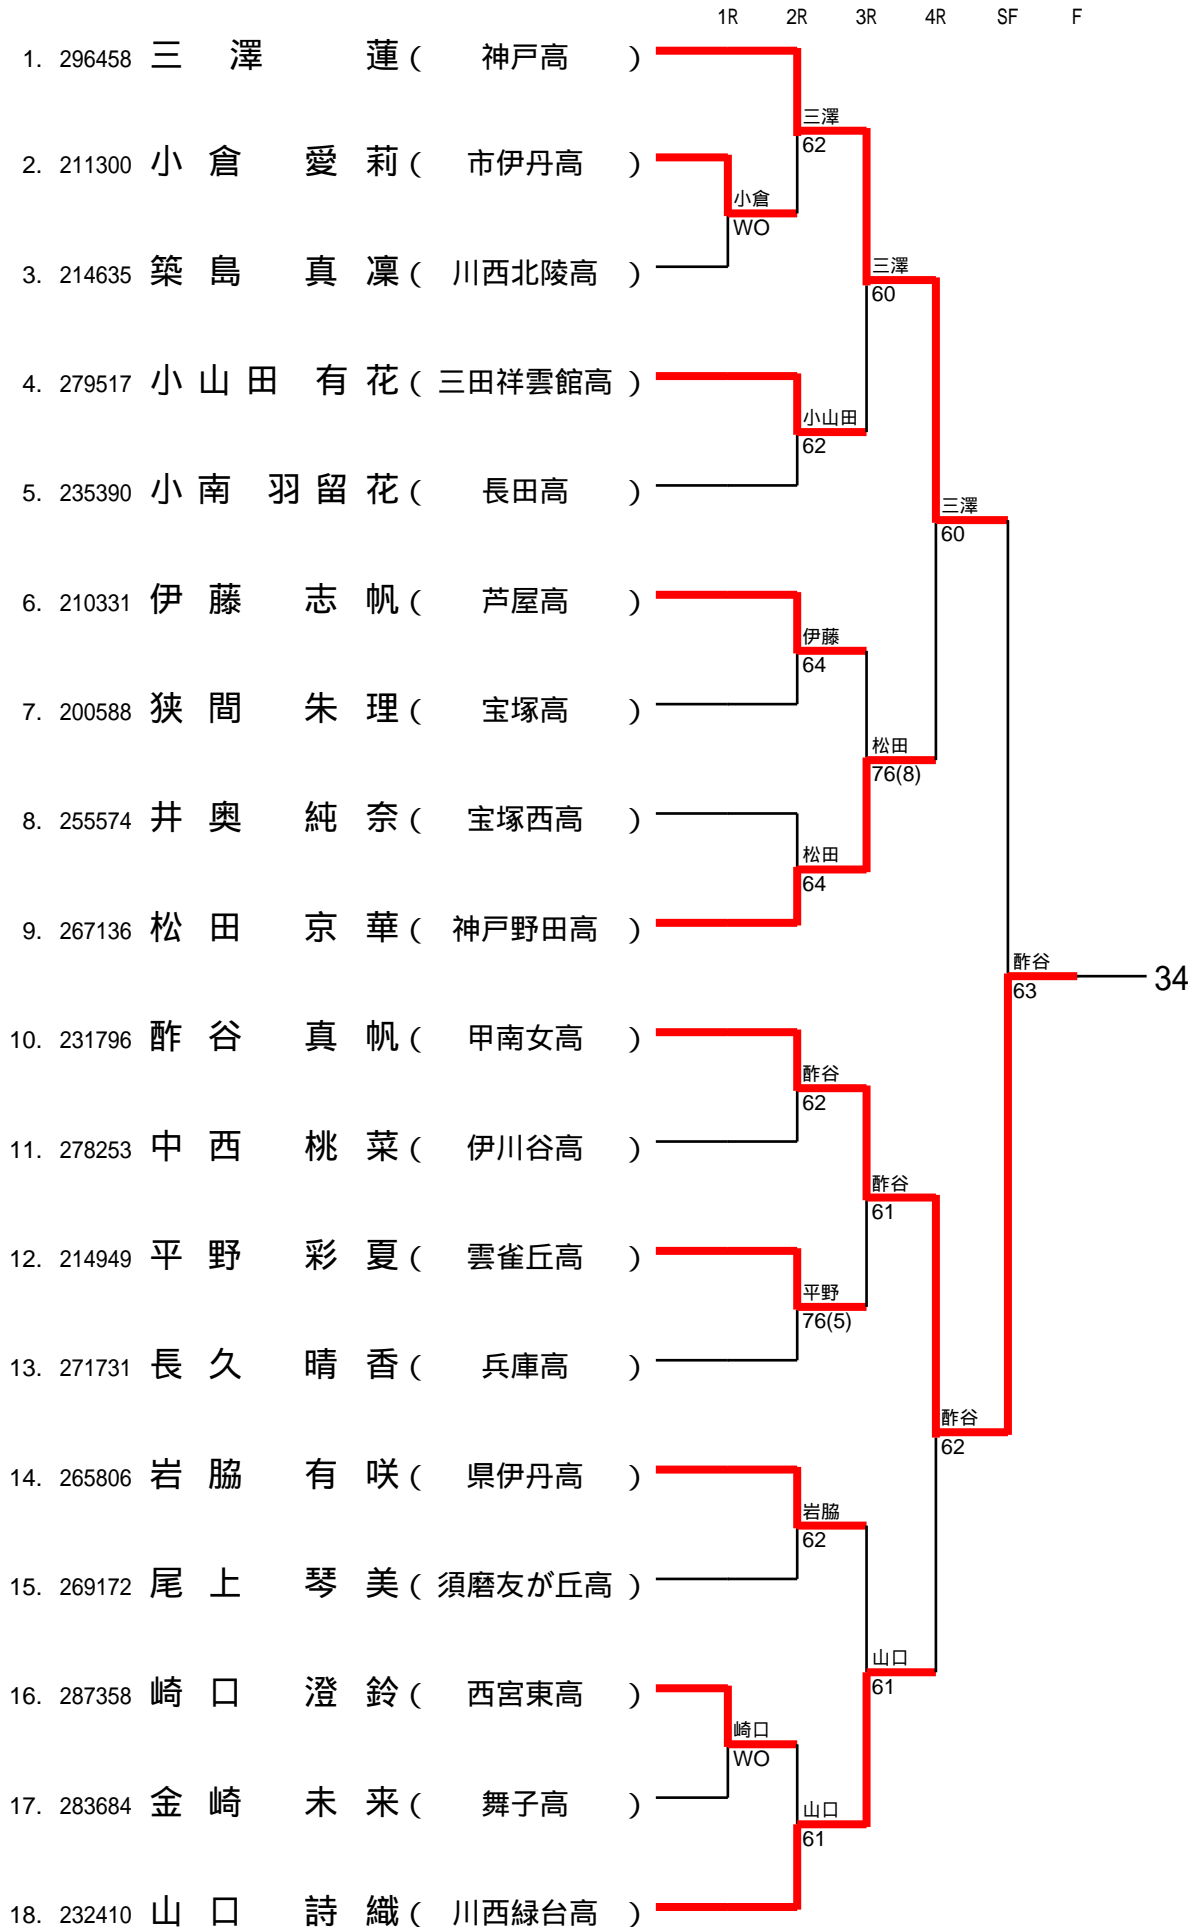 1R 2R 3R 4R SF F
1. 296458 三澤 蓮 ( 神戸高 )
三澤
62
2. 211300 小倉 愛莉 ( 市伊丹高 )
小倉
WO
3. 214635 築島 真凜 ( 川西北陵高 )
三澤
60
4. 279517 小山田 有花 ( 三田祥雲館高 )
小山田
62
5. 235390 小南 羽留花 ( 長田高 )
三澤
60
6. 210331 伊藤 志帆 ( 芦屋高 )
伊藤
64
7. 200588 狭間 朱理 ( 宝塚高 )
松田
76(8)
8. 255574 井奥 純奈 ( 宝塚西高 )
松田
64
9. 267136 松田 京華 ( 神戸野田高 )
酢谷
63
34
10. 231796 酢谷 真帆 ( 甲南女高 )
酢谷
62
11. 278253 中西 桃菜 ( 伊川谷高 )
酢谷
61
12. 214949 平野 彩夏 ( 雲雀丘高 )
平野
76(5)
13. 271731 長久 晴香 ( 兵庫高 )
酢谷
62
14. 265806 岩脇 有咲 ( 県伊丹高 )
岩脇
62
15. 269172 尾上 琴美 ( 須磨友が丘高 )
山口
61
16. 287358 崎口 澄鈴 ( 西宮東高 )
崎口
WO
17. 283684 金崎 未来 ( 舞子高 )
山口
61
18. 232410 山口 詩織 ( 川西緑台高 )